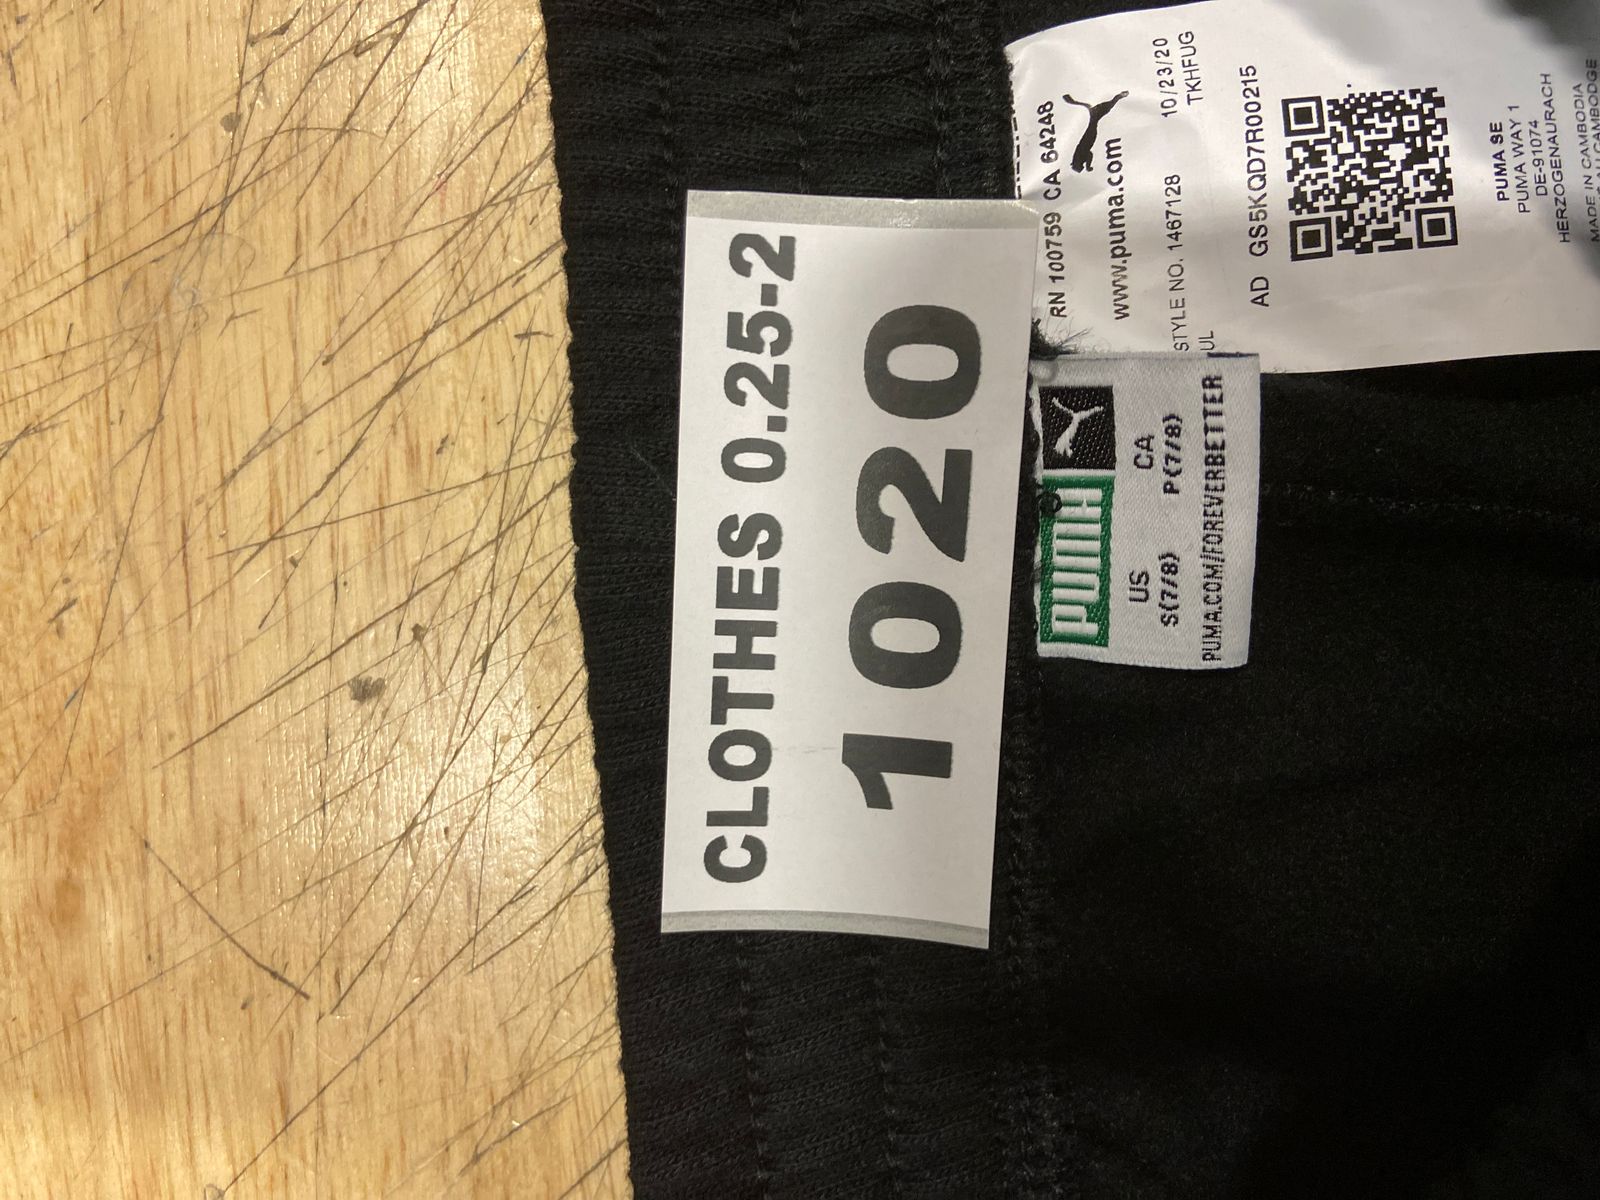 CLOTHES 0.25-2
1020
PUMA
US CA
S(7/8) P(7/8)
PUMA.COM/FOREVERBETTER
RN 100759 CA 64248
www.puma.com
STYLE NO. 1467128 10/23/20
UL TKHFUG
AD GS5KQD7R00215
PUMA SE
PUMA WAY 1
DE-91074
HERZOGENAURACH
MADE IN CAMBODIA